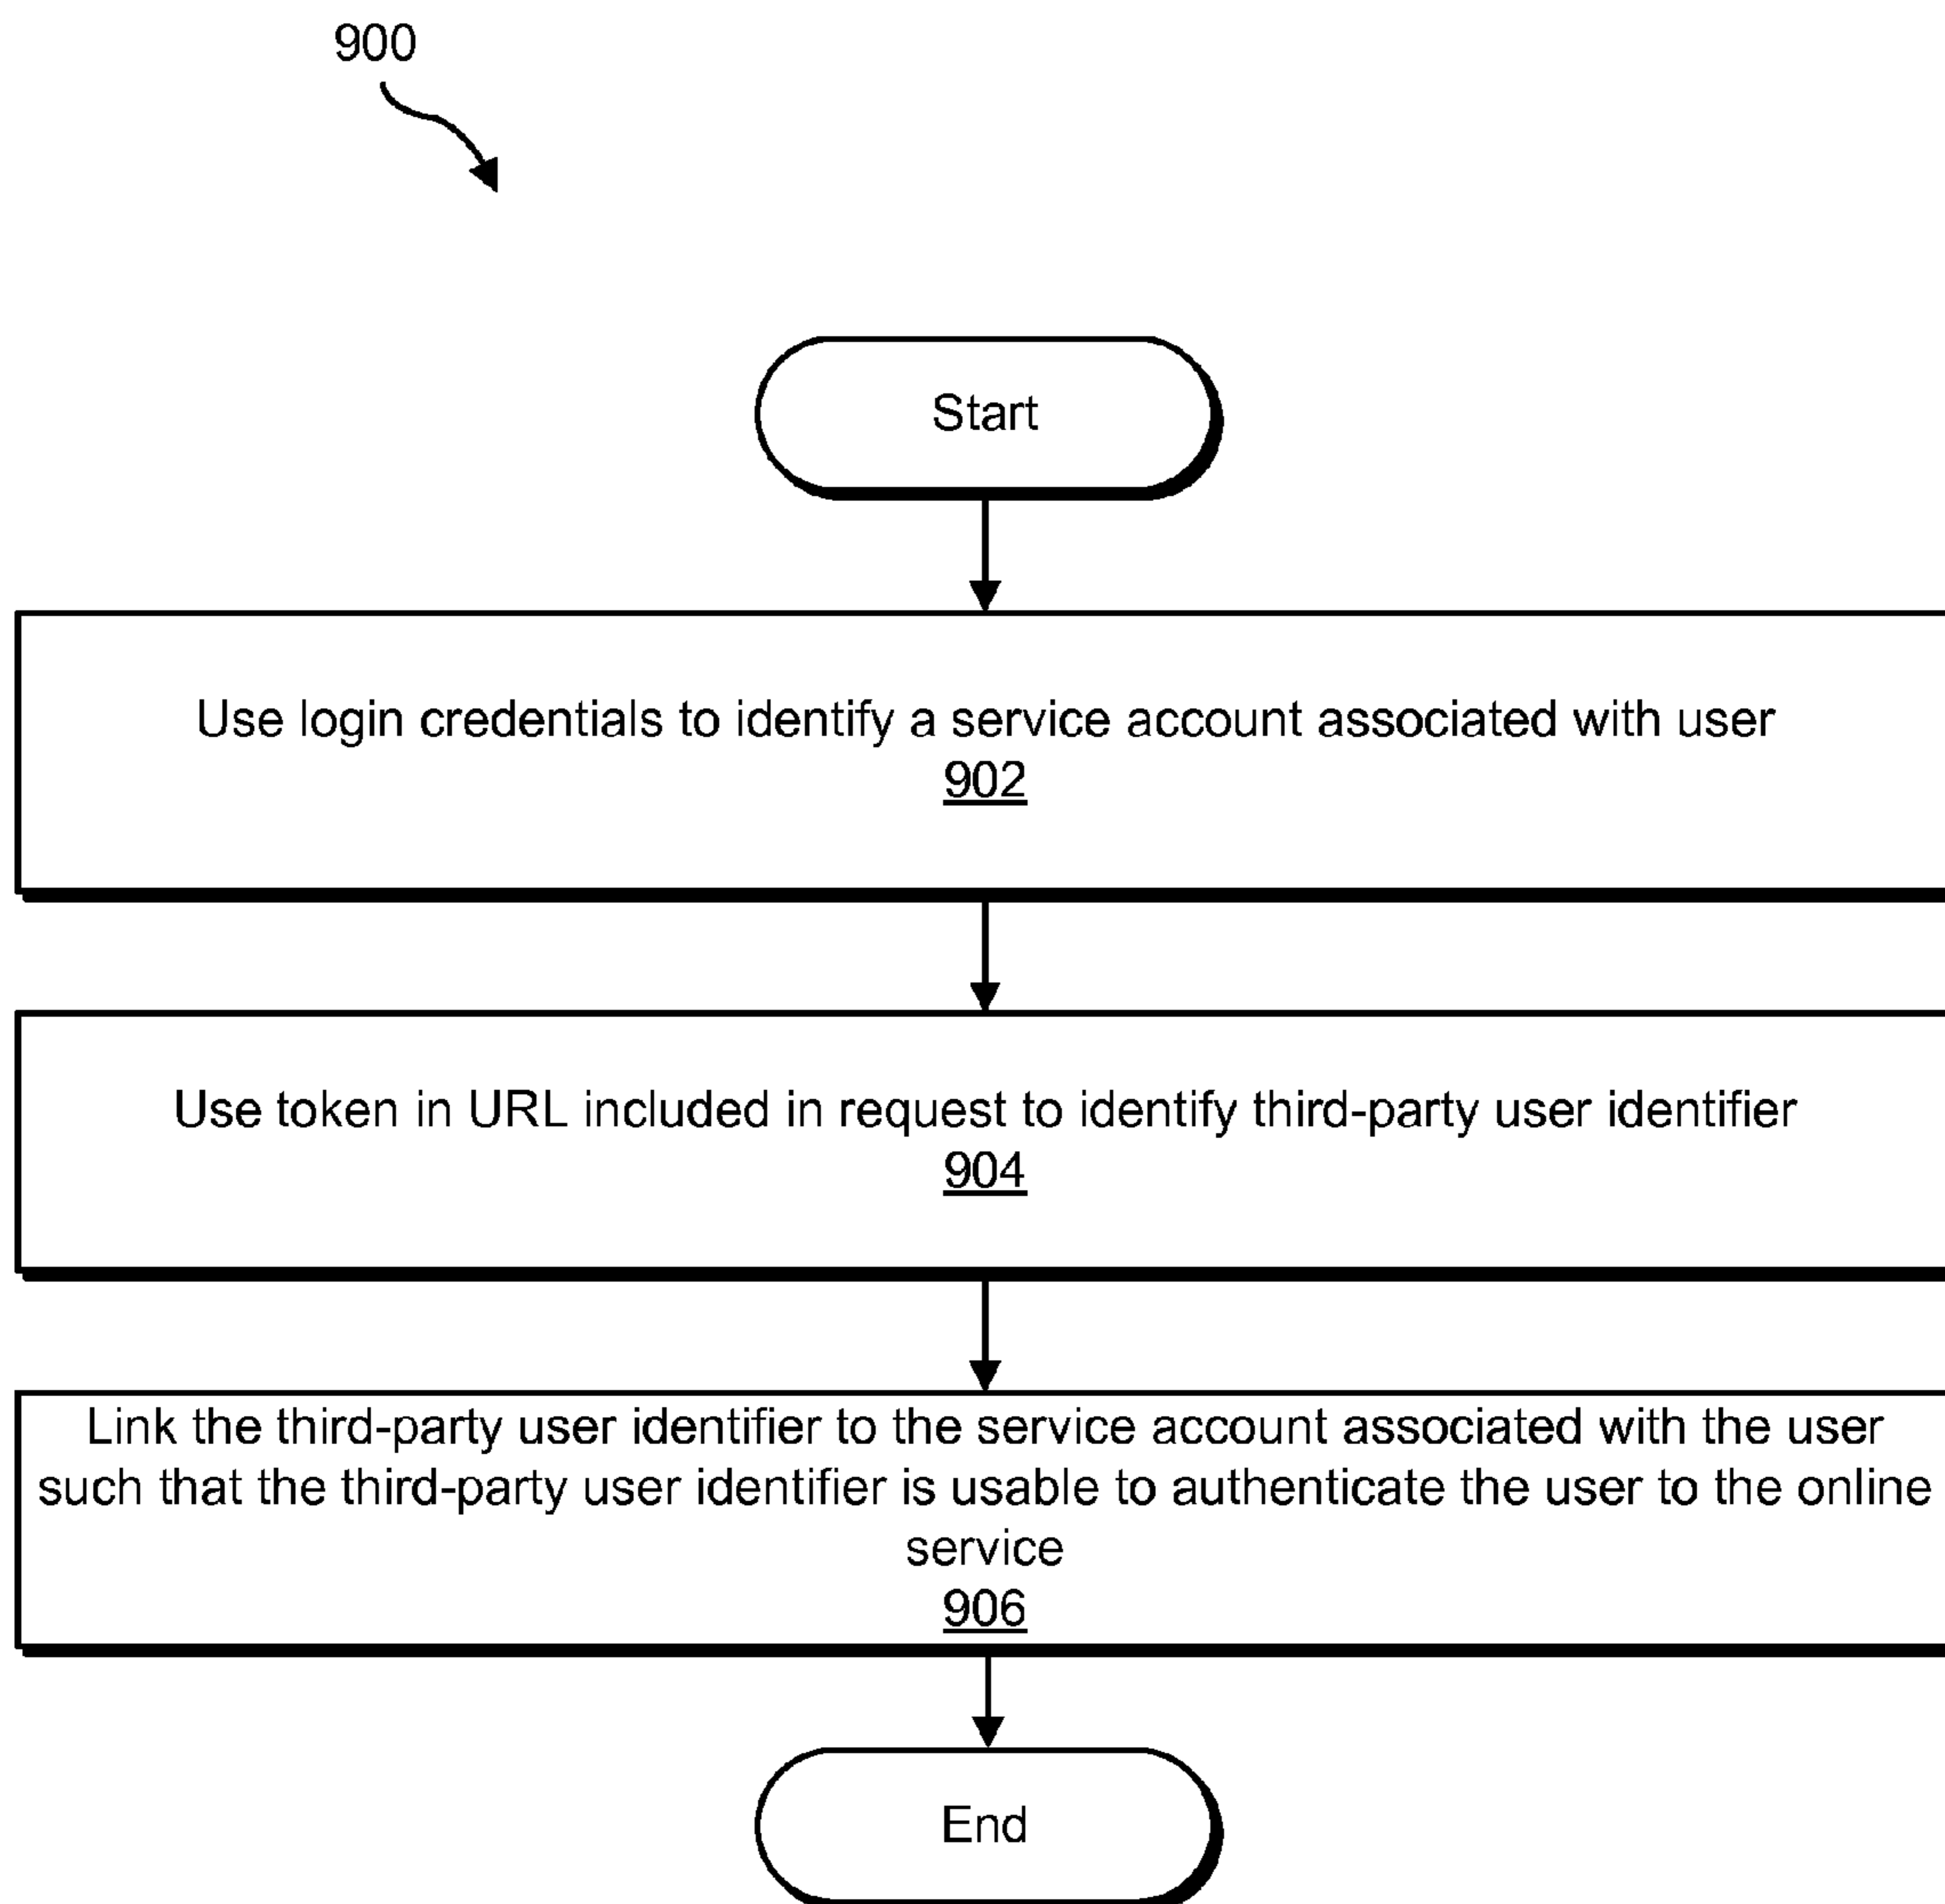 900
Start
Use login credentials to identify a service account associated with user
902
Use token in URL included in request to identify third-party user identifier
904
Link the third-party user identifier to the service account associated with the user
such that the third-party user identifier is usable to authenticate the user to the online
service
906
End